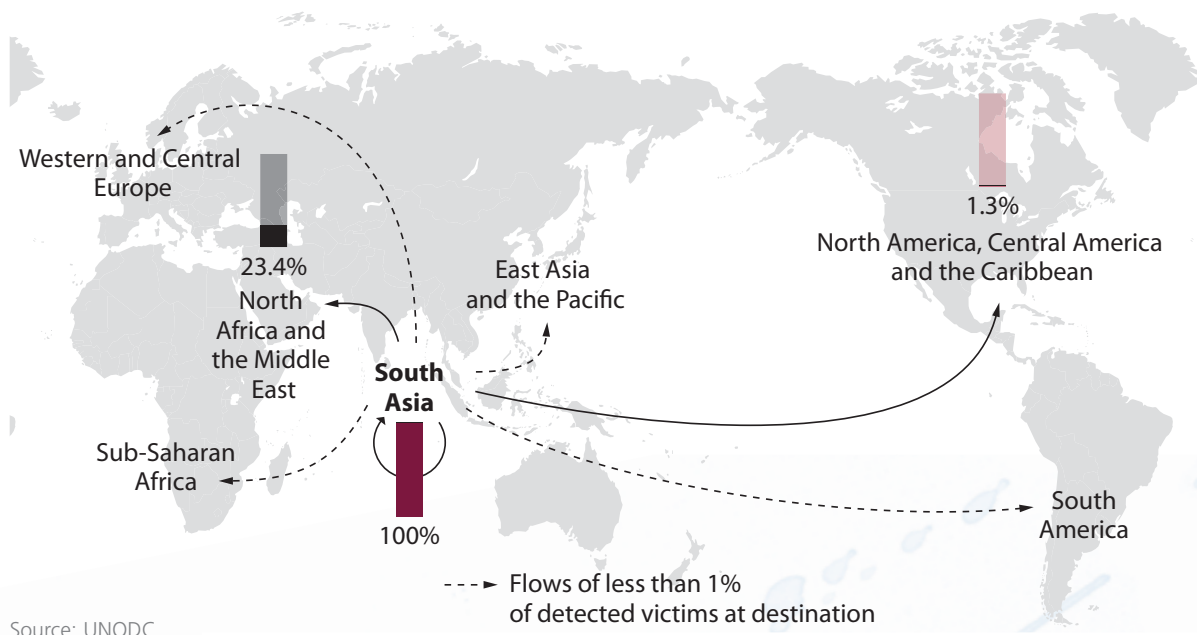 Western and Central
Europe
23.4%
North
Africa and
the Middle
East
East Asia
and the Pacific
1.3%
North America, Central America
and the Caribbean
South
Asia
100%
Sub-Saharan
Africa
South
America
Flows of less than 1%
of detected victims at destination
Source: UNODC